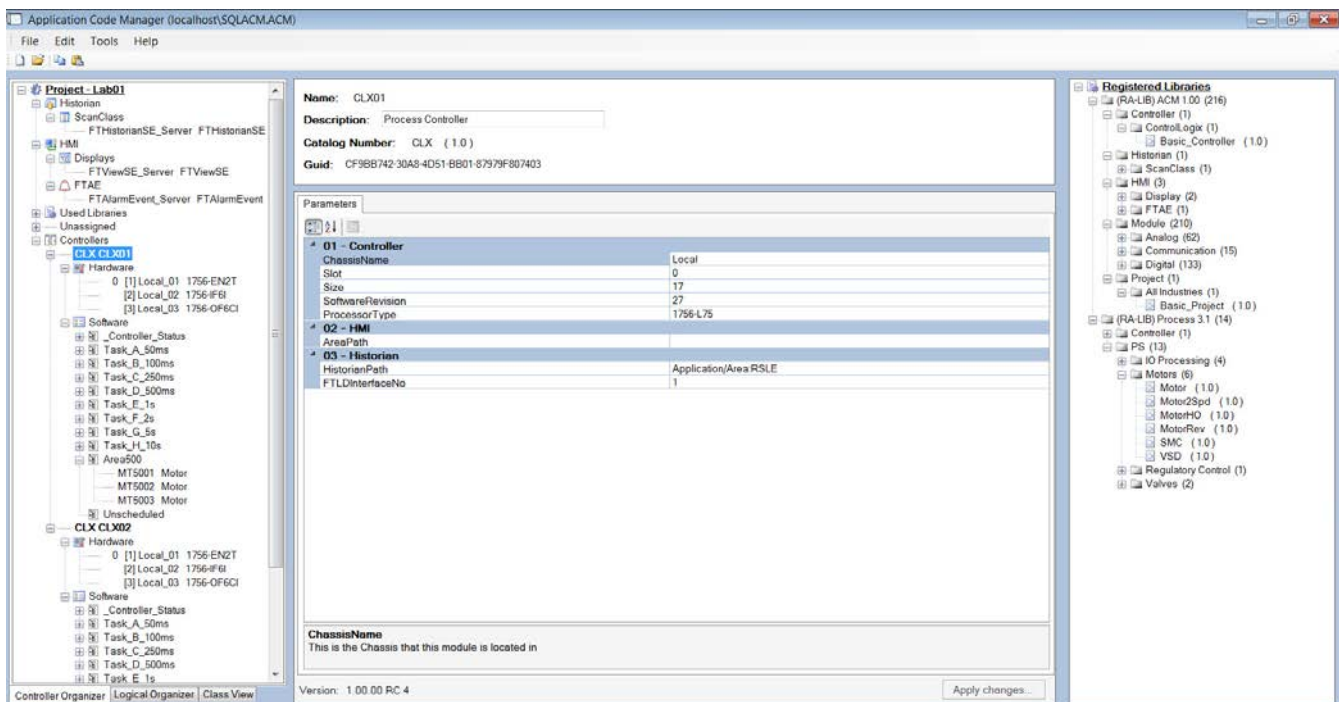 Application Code Manager (localhost\SQLACM.ACM)
File Edit Tools Help
Project - Lab01
Historian
ScanClass
FTHistorianSE_Server FTHistorianSE
HMI
Displays
FTViewSE_Server FTViewSE
FTAE
FTAlarmEvent_Server FTAlarmEvent
Used Libraries
Unassigned
Controllers
CLX CLX01
Hardware
0 [1] Local_01 1756-EN2T
[2] Local_02 1756-IF6I
[3] Local_03 1756-OF6CI
Software
_Controller_Status
Task_A_50ms
Task_B_100ms
Task_C_250ms
Task_D_500ms
Task_E_1s
Task_F_2s
Task_G_5s
Task_H_10s
Area500
MT5001 Motor
MT5002 Motor
MT5003 Motor
Unscheduled
CLX CLX02
Hardware
0 [1] Local_01 1756-EN2T
[2] Local_02 1756-IF6I
[3] Local_03 1756-OF6CI
Software
_Controller_Status
Task_A_50ms
Task_B_100ms
Task_C_250ms
Task_D_500ms
Task_E_1s
Controller Organizer Logical Organizer Class View
Name: CLX01
Description: Process Controller
Catalog Number: CLX (1.0)
Guid: CF9BB742-30A8-4D51-BB01-87979F807403
Parameters
01 - Controller
ChassisName Local
Slot 0
Size 17
SoftwareRevision 27
ProcessorType 1756-L75
02 - HMI
AreaPath
03 - Historian
HistorianPath Application/Area:RSLE
FTLDInterfaceNo 1
ChassisName
This is the Chassis that this module is located in
Version: 1.00.00 RC 4
Apply changes...
Registered Libraries
(RA-LIB) ACM 1.00 (216)
Controller (1)
ControlLogix (1)
Basic_Controller (1.0)
Historian (1)
ScanClass (1)
HMI (3)
Display (2)
FTAE (1)
Module (210)
Analog (62)
Communication (15)
Digital (133)
Project (1)
All Industries (1)
Basic_Project (1.0)
(RA-LIB) Process 3.1 (14)
Controller (1)
PS (13)
IO Processing (4)
Motors (6)
Motor (1.0)
Motor2Spd (1.0)
MotorHO (1.0)
MotorRev (1.0)
SMC (1.0)
VSD (1.0)
Regulatory Control (1)
Valves (2)